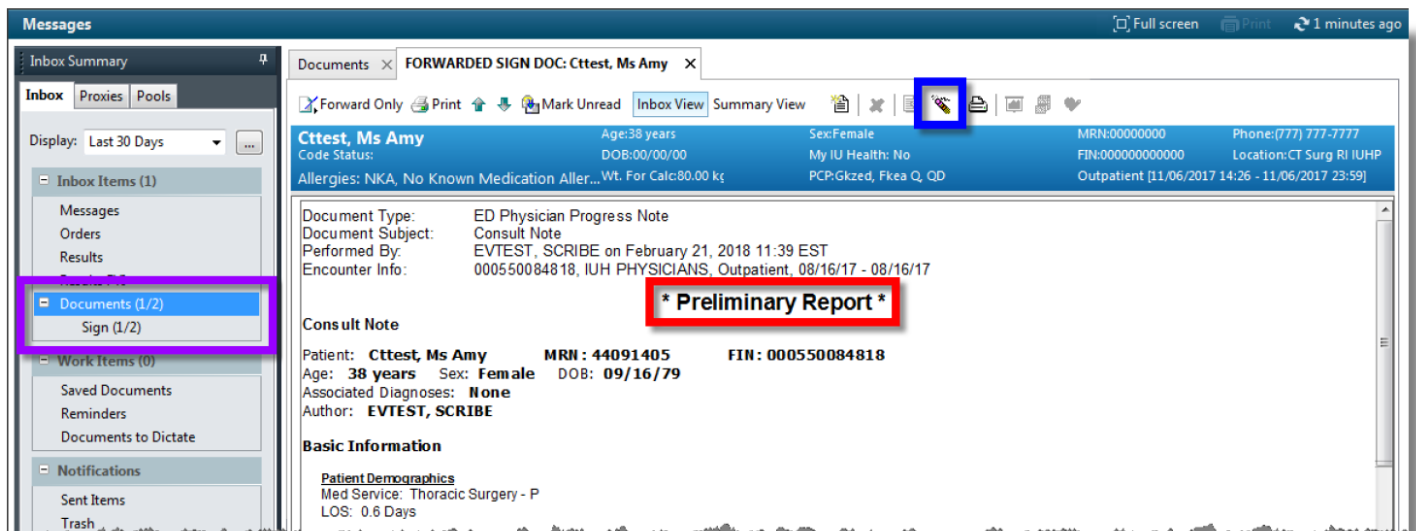 Messages
Full screen Print 1 minutes ago
Inbox Summary
Inbox Proxies Pools
Display: Last 30 Days ...
Inbox Items (1)
Messages
Orders
Results
Documents (1/2)
Sign (1/2)
Work Items (0)
Saved Documents
Reminders
Documents to Dictate
Notifications
Sent Items
Trash
Documents FORWARDED SIGN DOC: Cttest, Ms Amy
Forward Only Print Mark Unread Inbox View Summary View
Cttest, Ms Amy Age:38 years Sex:Female MRN:00000000 Phone:(777) 777-7777
Code Status: DOB:00/00/00 My IU Health: No FIN:000000000000 Location:CT Surg RI IUHP
Allergies: NKA, No Known Medication Aller... Wt. For Calc:80.00 kg PCP:Gkzed, Fkea Q, QD Outpatient [11/06/2017 14:26 - 11/06/2017 23:59]
Document Type: ED Physician Progress Note
Document Subject: Consult Note
Performed By: EVTEST, SCRIBE on February 21, 2018 11:39 EST
Encounter Info: 000550084818, IUH PHYSICIANS, Outpatient, 08/16/17 - 08/16/17
* Preliminary Report *
Consult Note
Patient: Cttest, Ms Amy MRN: 44091405 FIN: 000550084818
Age: 38 years Sex: Female DOB: 09/16/79
Associated Diagnoses: None
Author: EVTEST, SCRIBE
Basic Information
Patient Demographics
Med Service: Thoracic Surgery - P
LOS: 0.6 Days